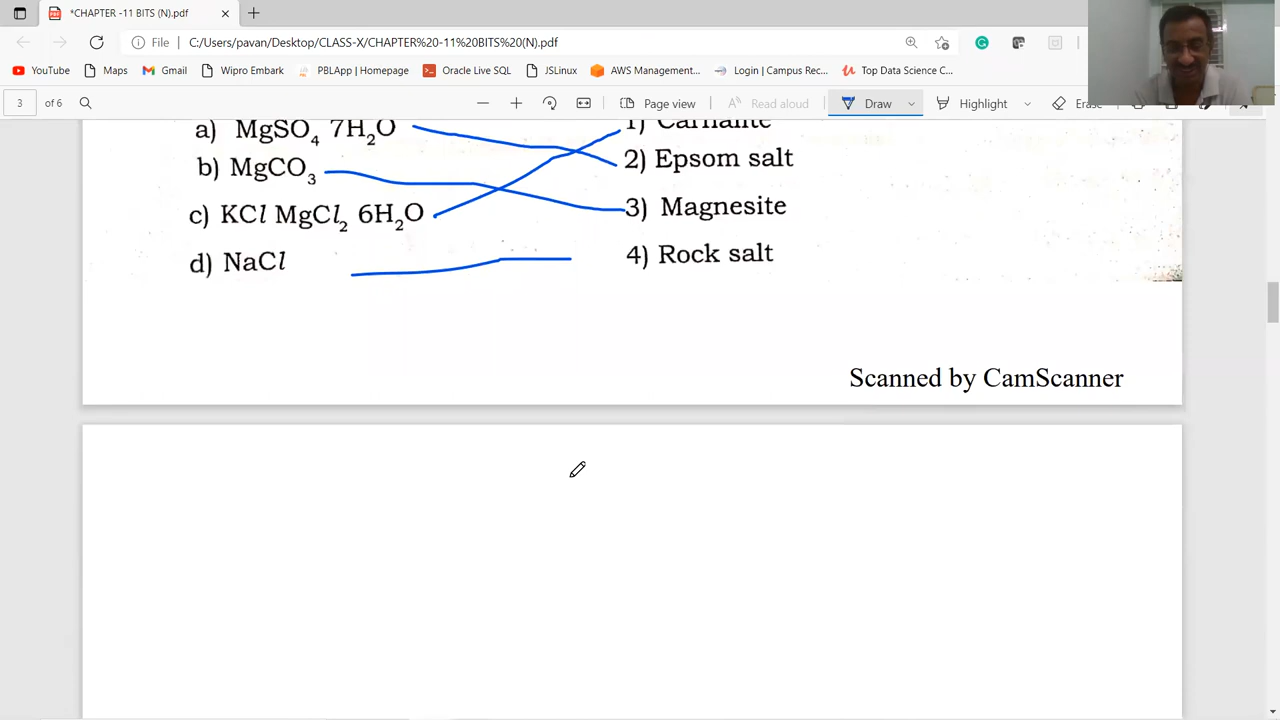 *CHAPTER -11 BITS (N).pdf
File C:/Users/pavan/Desktop/CLASS-X/CHAPTER%20-11%20BITS%20(N).pdf
YouTube Maps Gmail Wipro Embark PBLApp | Homepage Oracle Live SQ... JSLinux AWS Management... Login | Campus Rec... Top Data Science C...
3 of 6 Page view Read aloud Draw Highlight Erase
a) MgSO4 7H2O 1) Carnalite
b) MgCO3 2) Epsom salt
c) KCl MgCl2 6H2O 3) Magnesite
d) NaCl 4) Rock salt
Scanned by CamScanner